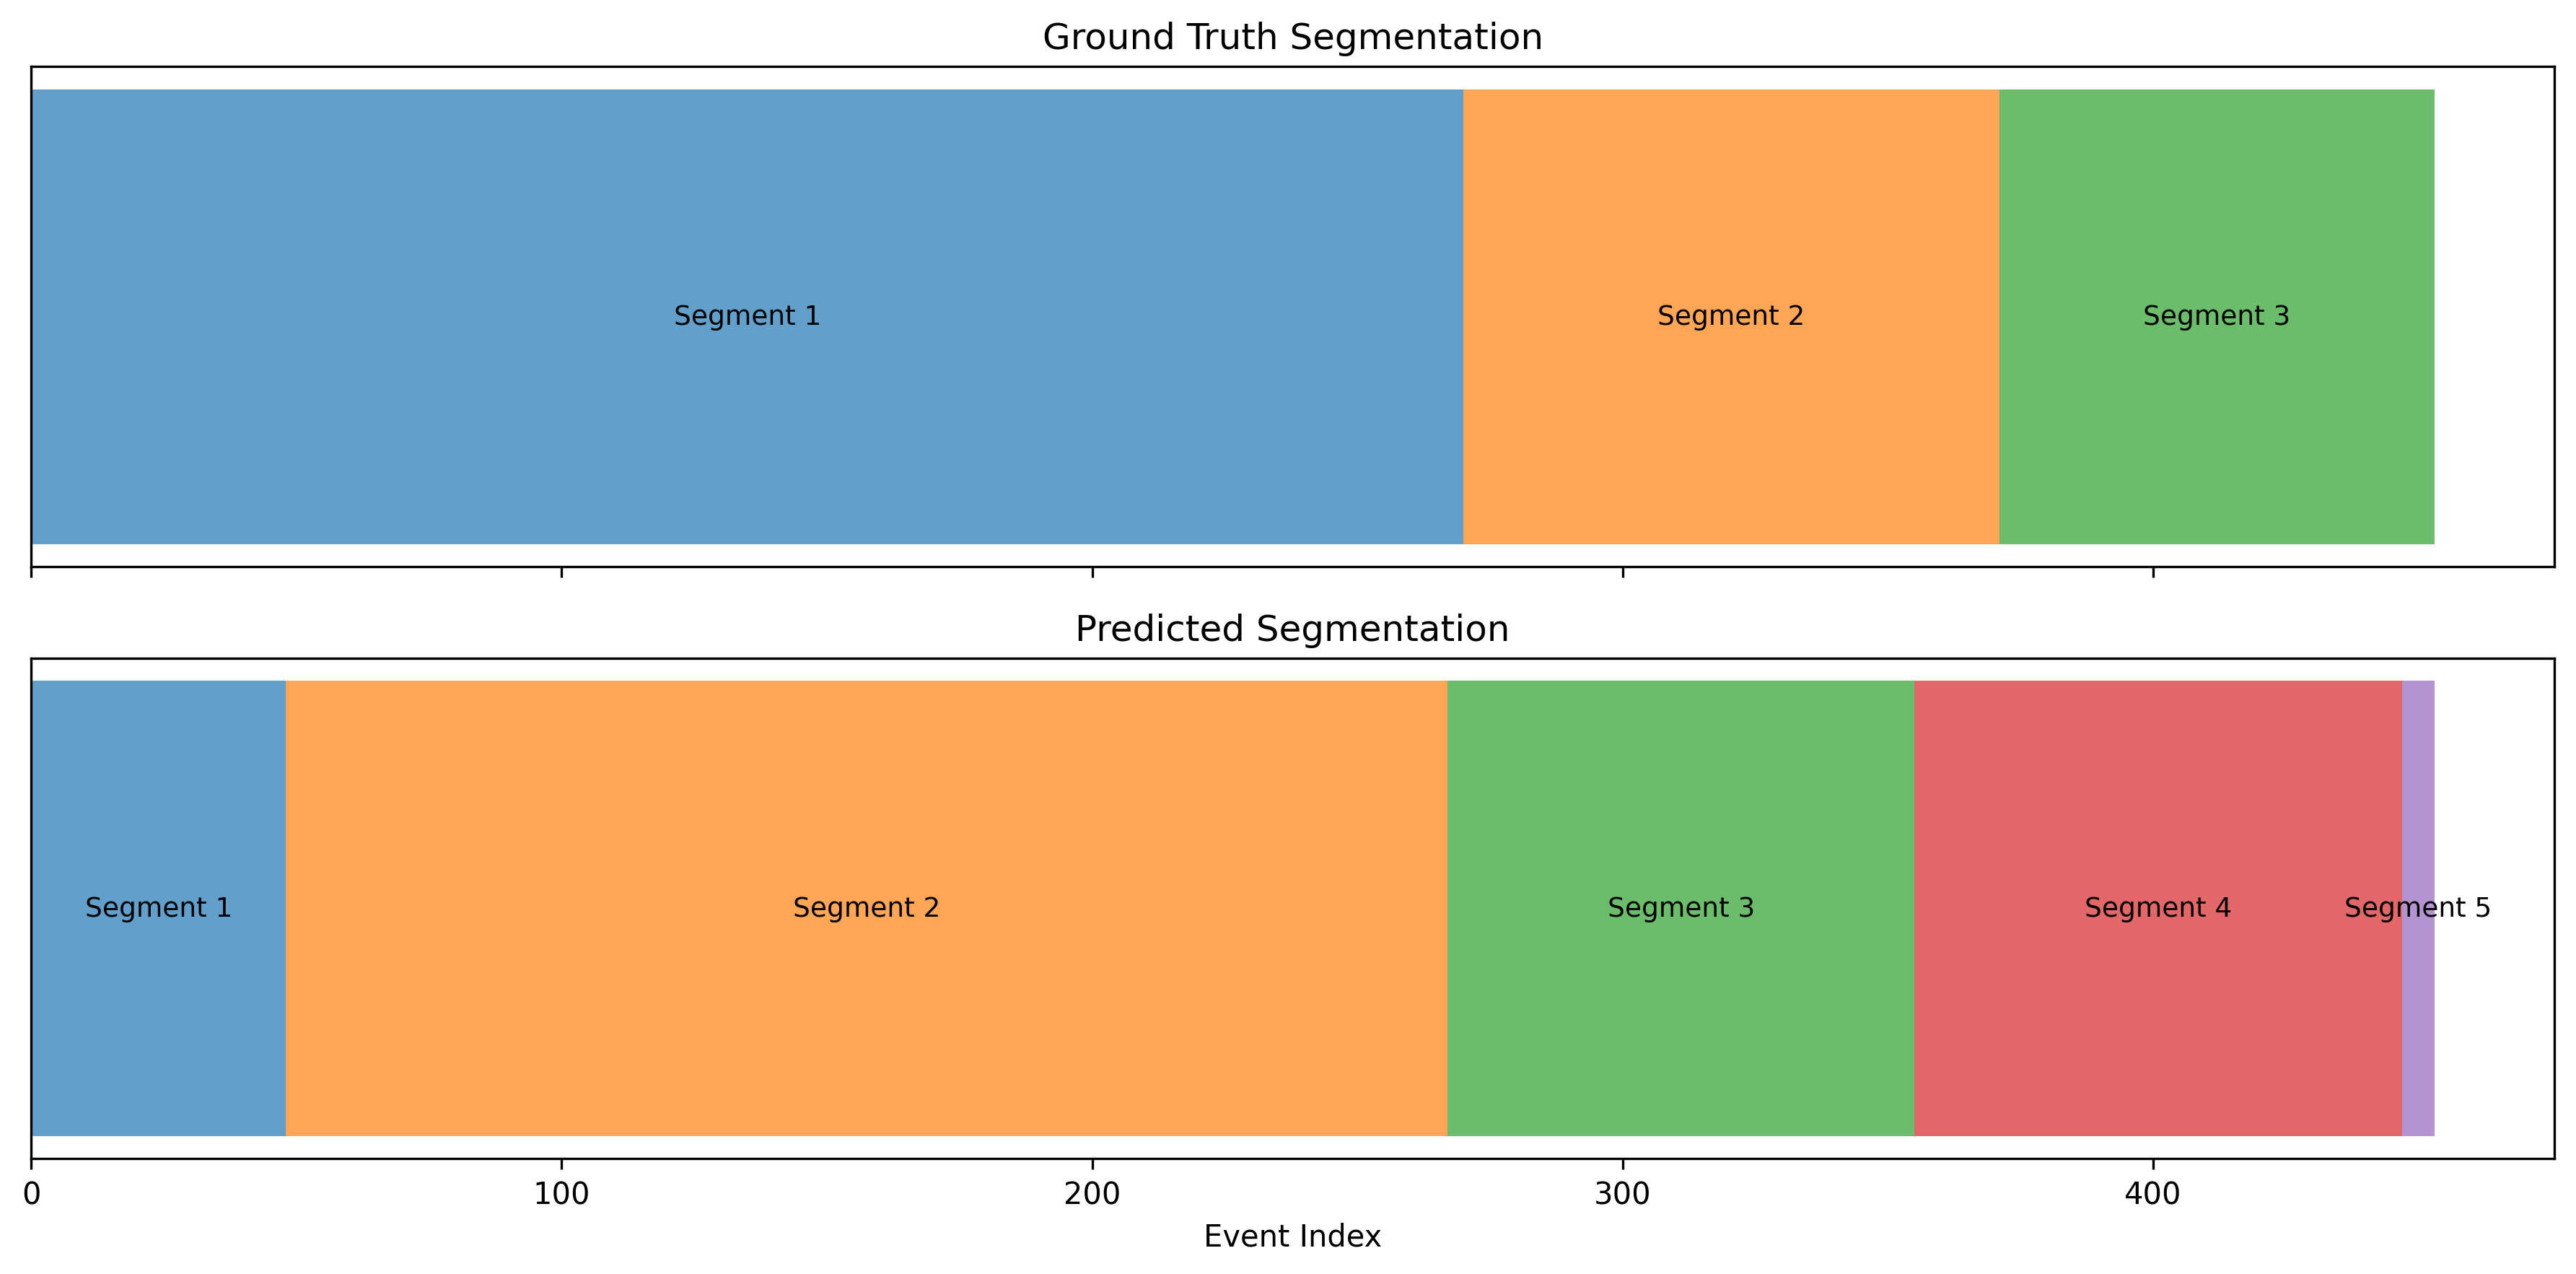 Ground Truth Segmentation
Segment 1 Segment 2 Segment 3
Predicted Segmentation
Segment 1 Segment 2 Segment 3 Segment 4 Segment 5
0 100 200 300 400
Event Index